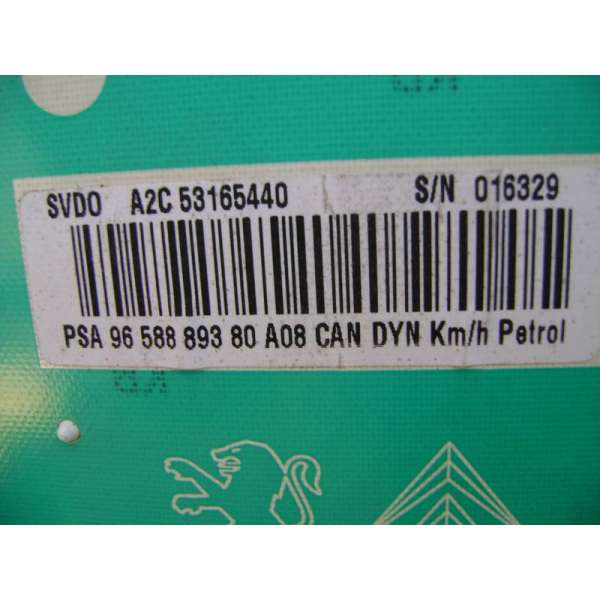 SVDO A2C 53165440 S/N 016329
PSA 96 588 893 80 A08 CAN DYN Km/h Petrol